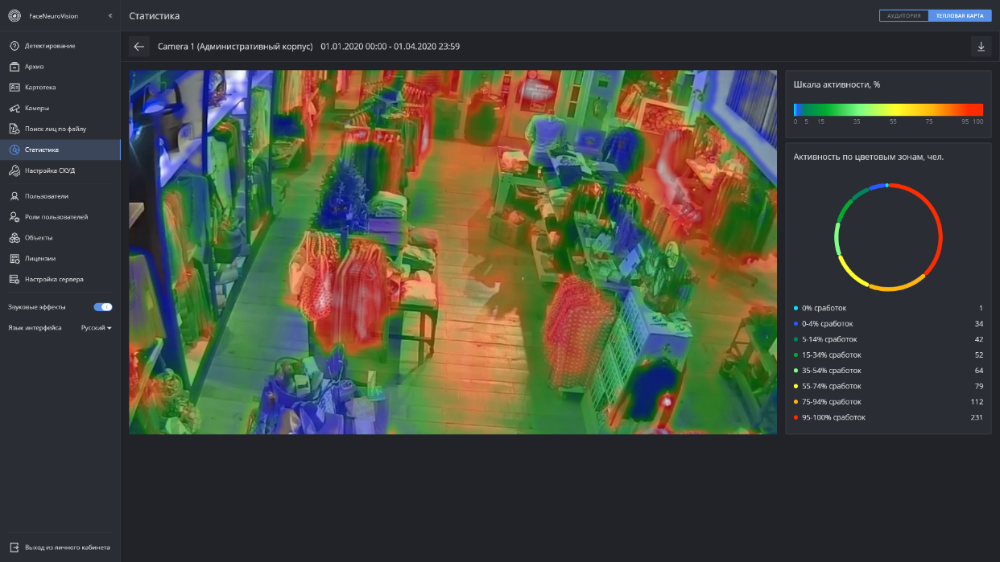 FaceNeuroVision
«
Статистика
АУДИТОРИЯ
ТЕПЛОВАЯ КАРТА
Детектирование
Архив
Картотека
Камеры
Поиск лиц по файлу
Статистика
Настройка СКУД
Пользователи
Роли пользователей
Объекты
Лицензии
Настройка сервера
Звуковые эффекты
Язык интерфейса Русский
Выход из личного кабинета
Camera 1 (Административный корпус) 01.01.2020 00:00 - 01.04.2020 23:59
Шкала активности, %
0 5 15 35 55 75 95 100
Активность по цветовым зонам, чел.
0% сработок 1
0-4% сработок 34
5-14% сработок 42
15-34% сработок 52
35-54% сработок 64
55-74% сработок 79
75-94% сработок 112
95-100% сработок 231